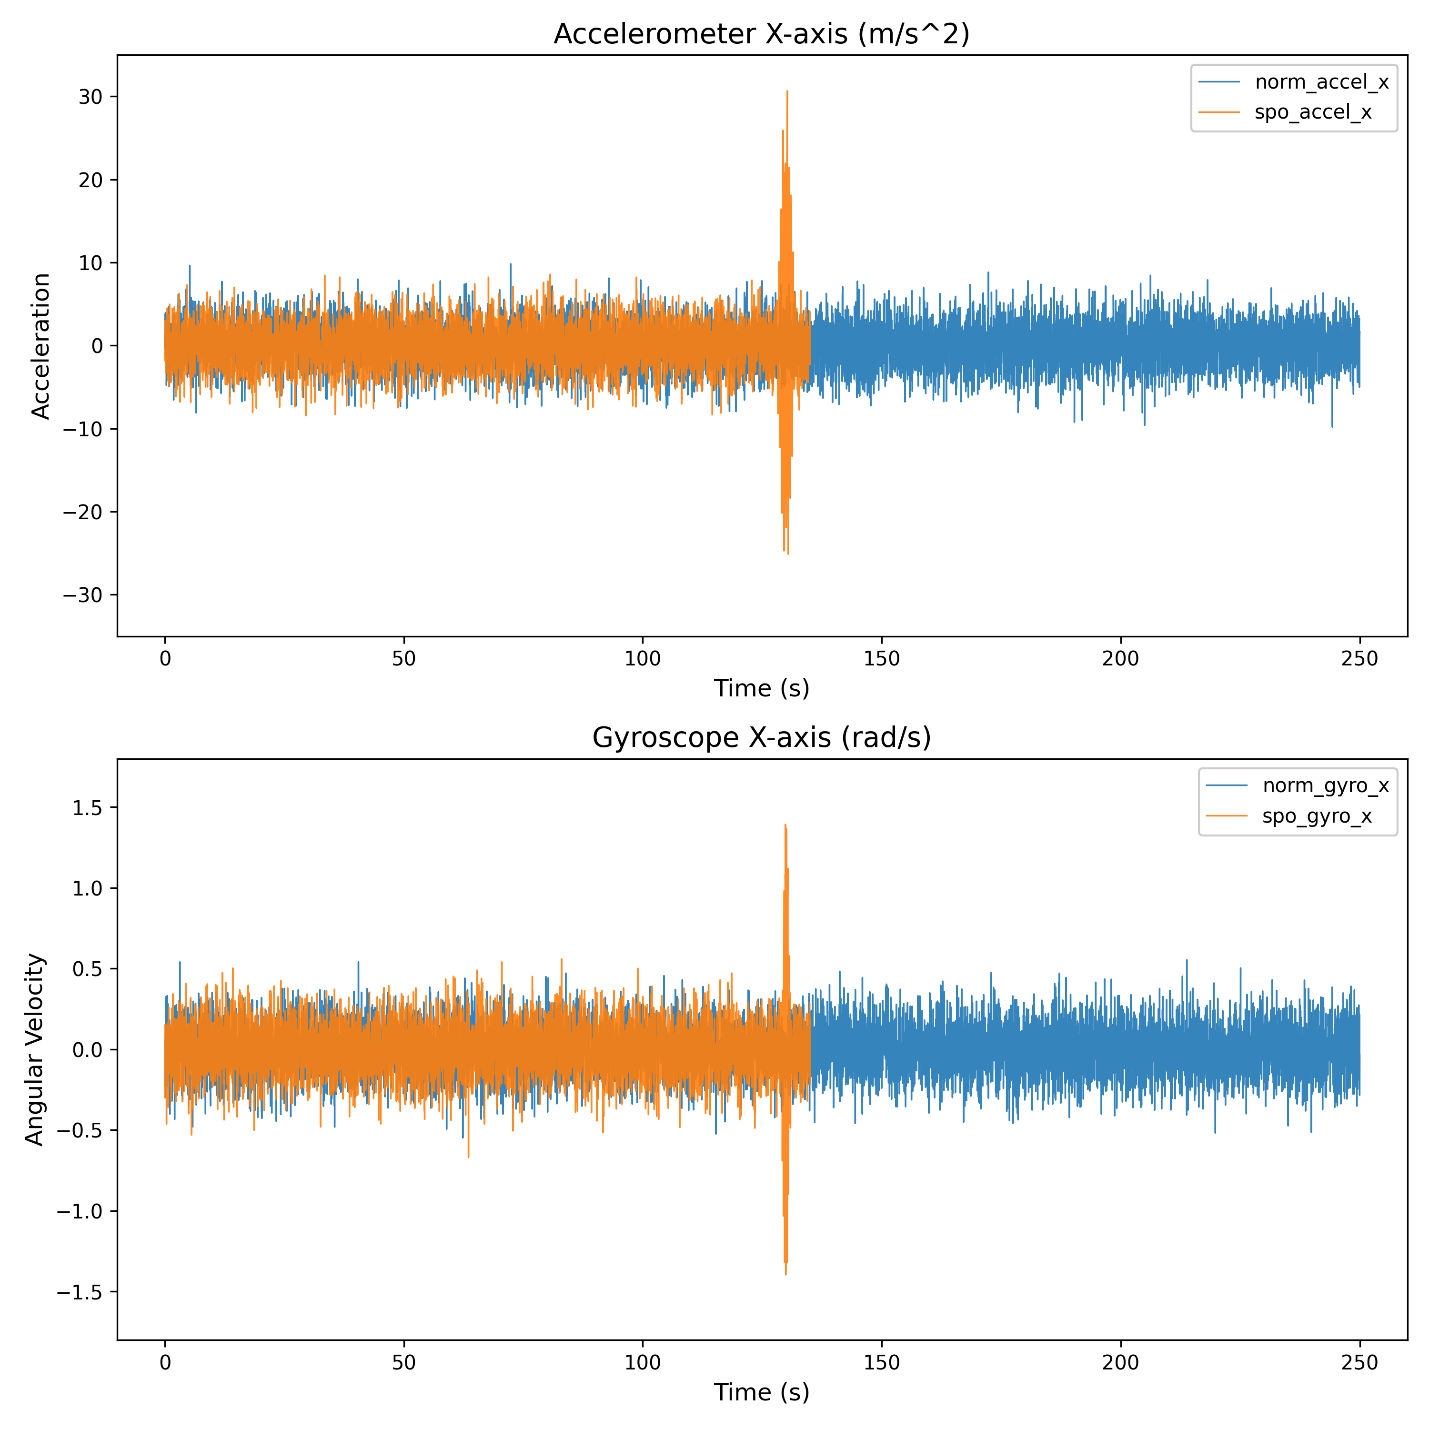 Accelerometer X-axis (m/s^2)
norm_accel_x
spo_accel_x
30
20
10
0
−10
−20
−30
Acceleration
0 50 100 150 200 250
Time (s)
Gyroscope X-axis (rad/s)
norm_gyro_x
spo_gyro_x
1.5
1.0
0.5
0.0
−0.5
−1.0
−1.5
Angular Velocity
0 50 100 150 200 250
Time (s)